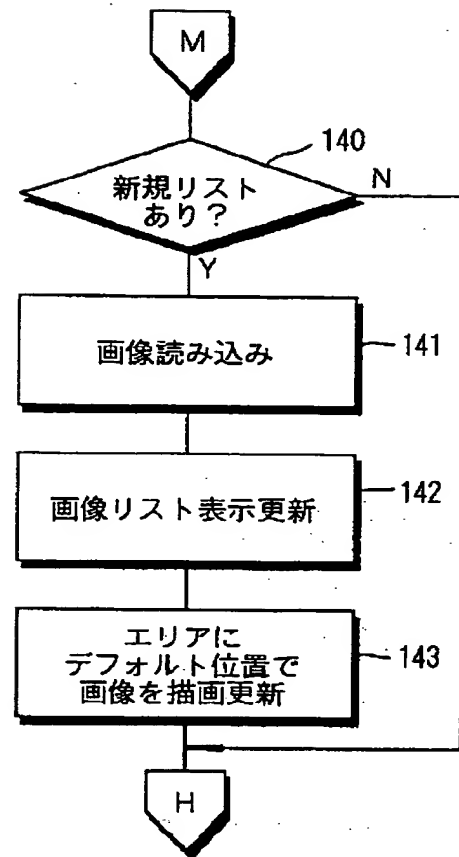 M
140
新規リスト
あり？
N
Y
画像読み込み
141
画像リスト表示更新
142
エリアに
デフォルト位置で
画像を描画更新
143
H